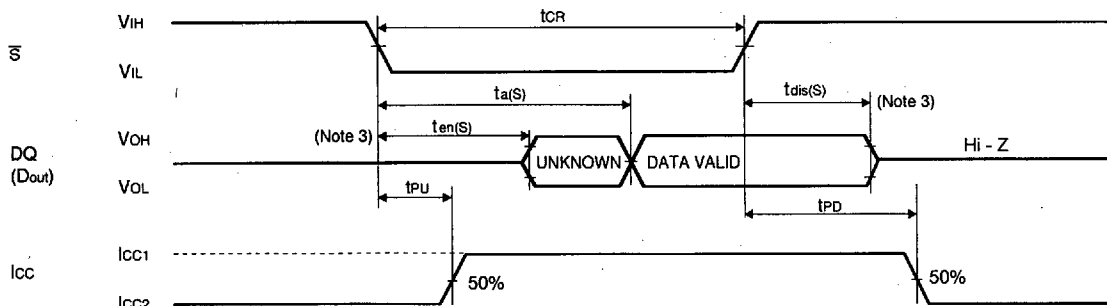 VIH
tCR
S̅
VIL
ta(S)
tdis(S)
(Note 3)
(Note 3)
ten(S)
VOH
Hi - Z
DQ
(Dout)
UNKNOWN
DATA VALID
VOL
tPU
tPD
ICC1
ICC
50%
50%
ICC2